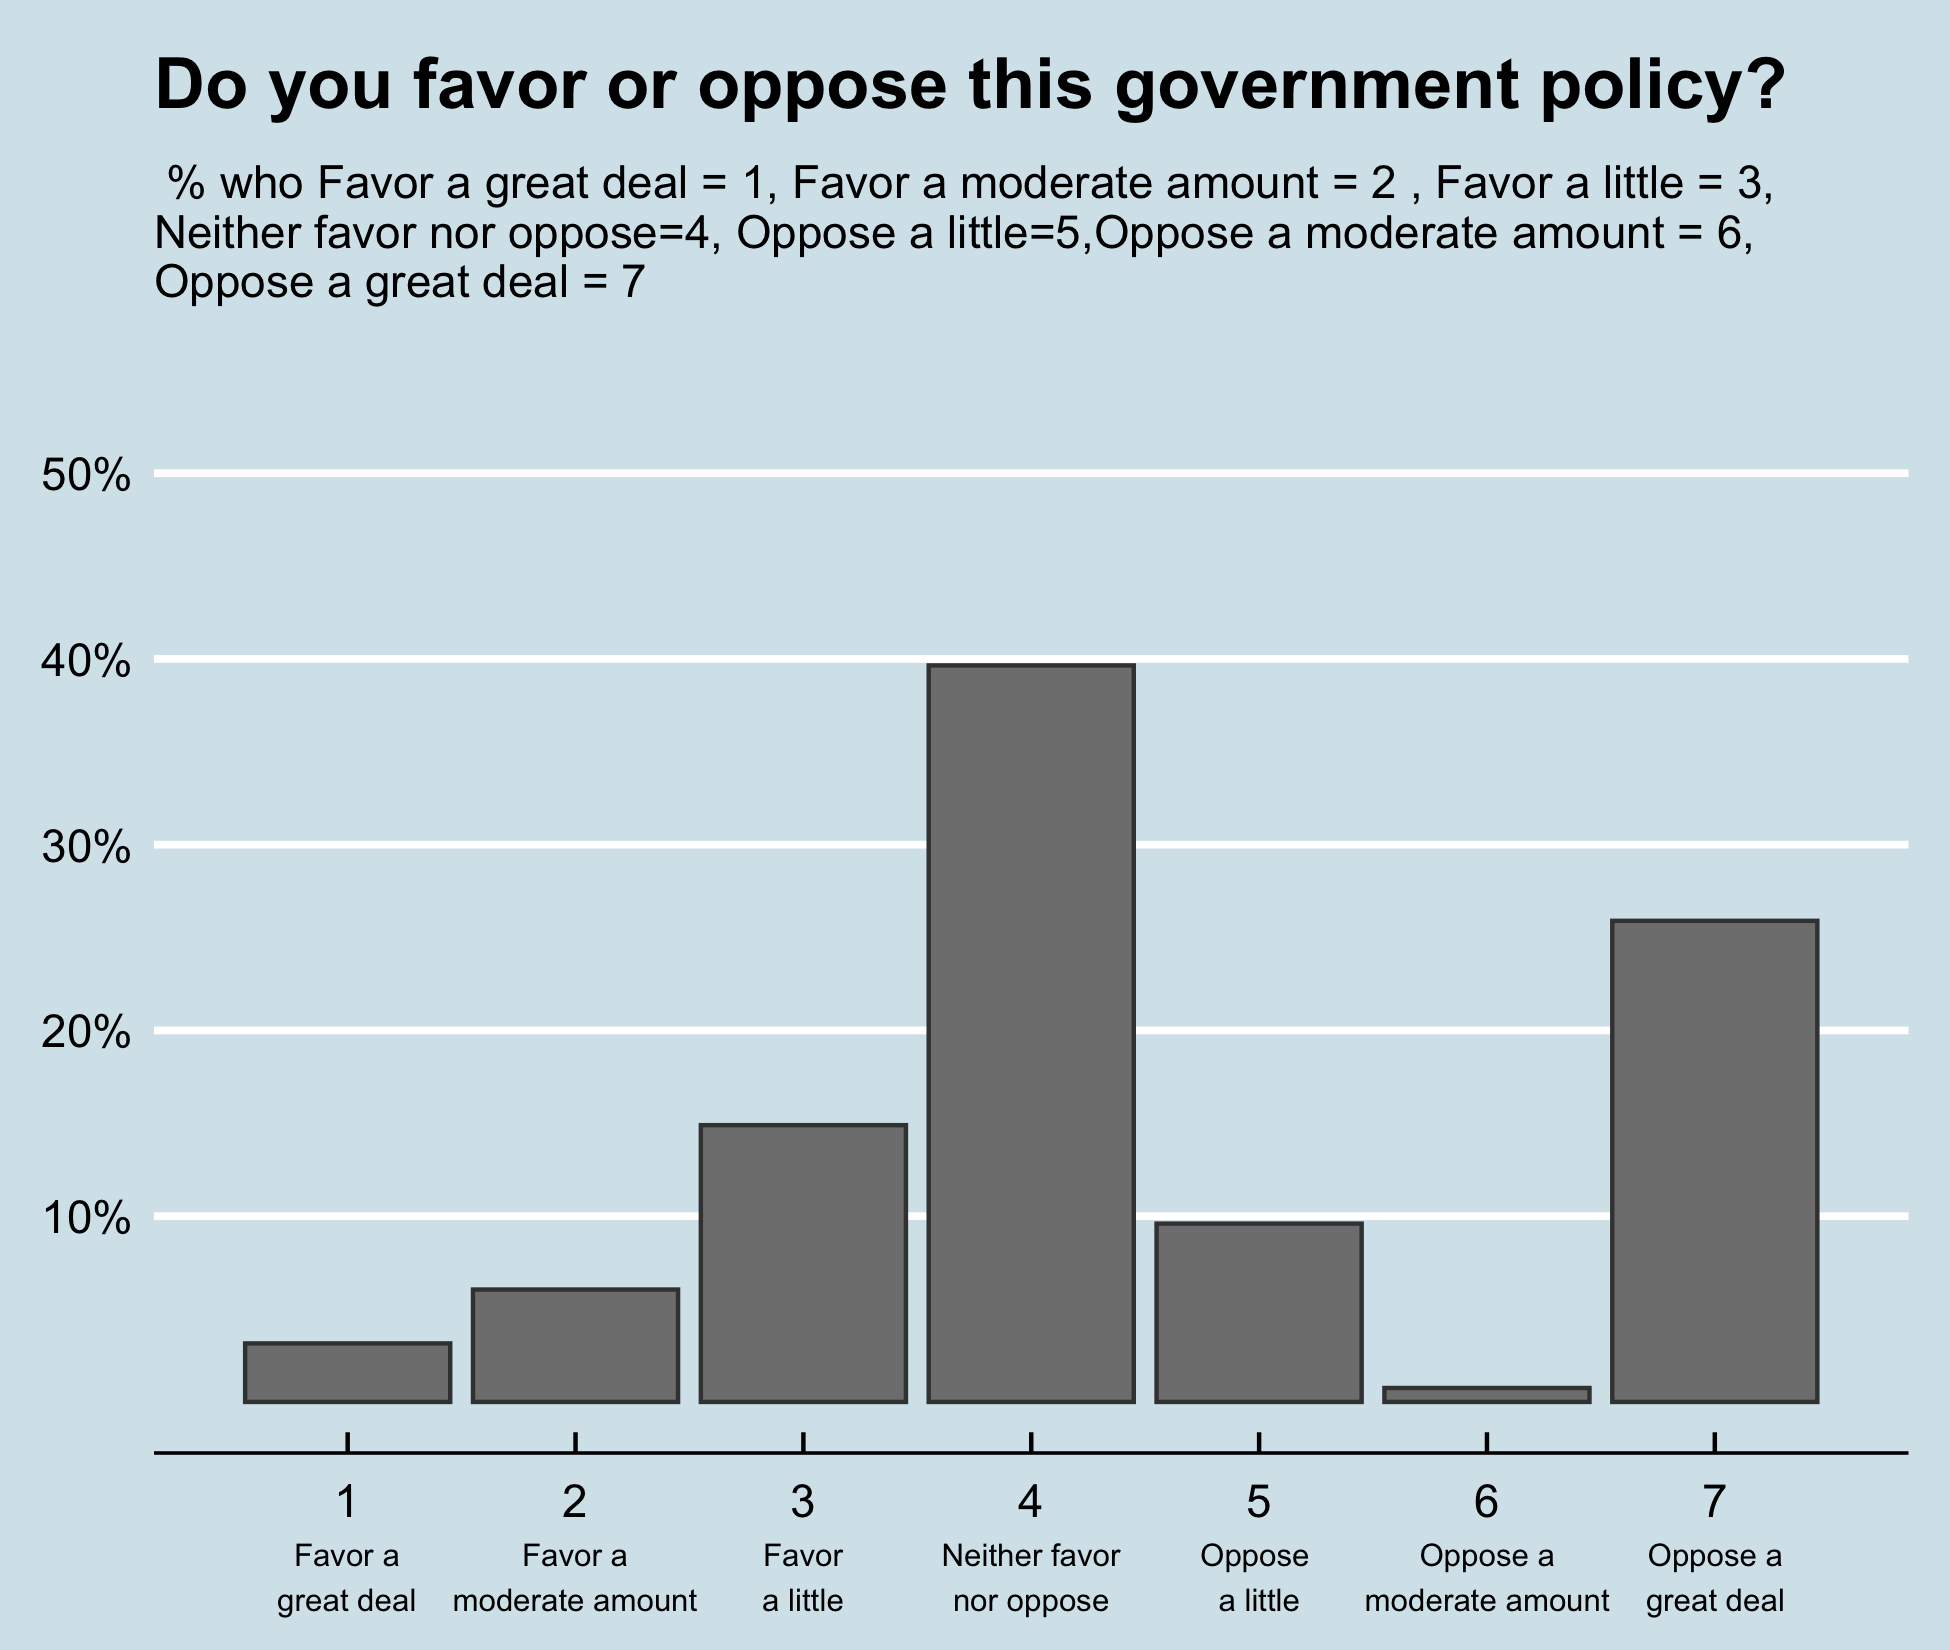 Do you favor or oppose this government policy?
% who Favor a great deal = 1, Favor a moderate amount = 2 , Favor a little = 3,
Neither favor nor oppose=4, Oppose a little=5,Oppose a moderate amount = 6,
Oppose a great deal = 7
50%
40%
30%
20%
10%
1 2 3 4 5 6 7
Favor a Favor a Favor Neither favor Oppose Oppose a Oppose a
great deal moderate amount a little nor oppose a little moderate amount great deal